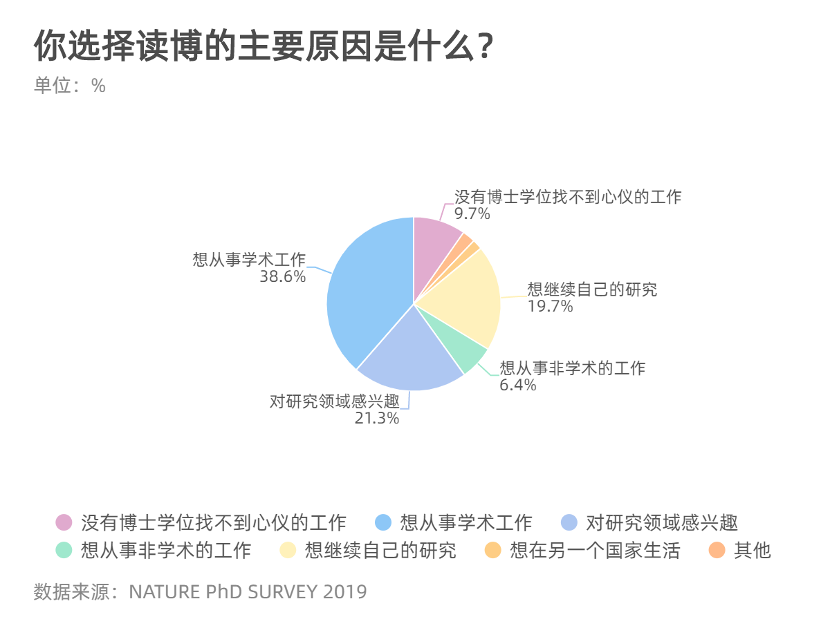 你选择读博的主要原因是什么？
单位：%
没有博士学位找不到心仪的工作
9.7%
想从事学术工作
38.6%
想继续自己的研究
19.7%
想从事非学术的工作
6.4%
对研究领域感兴趣
21.3%
没有博士学位找不到心仪的工作 想从事学术工作 对研究领域感兴趣
想从事非学术的工作 想继续自己的研究 想在另一个国家生活 其他
数据来源：NATURE PhD SURVEY 2019